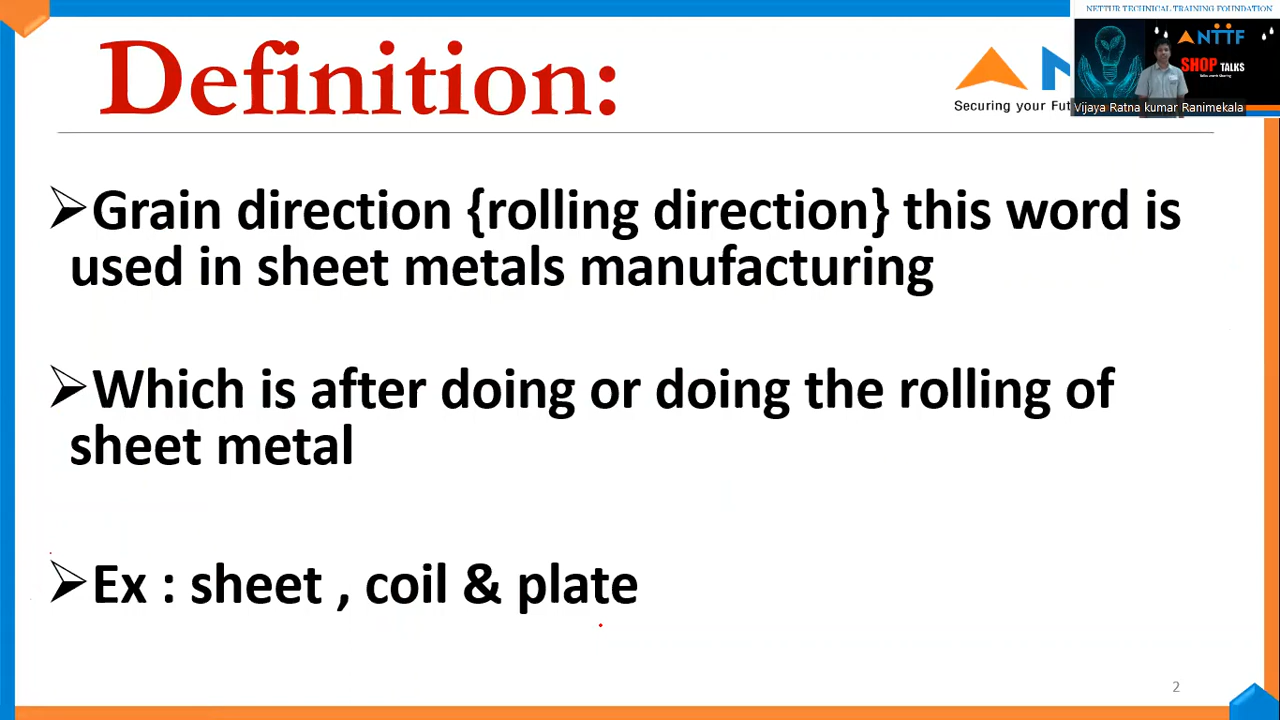 NETTUR TECHNICAL TRAINING FOUNDATION
NTTF
SHOP TALKS
Definition:
Securing your Fut
Vijaya Ratna kumar Ranimekala
➢Grain direction {rolling direction} this word is
used in sheet metals manufacturing
➢Which is after doing or doing the rolling of
sheet metal
➢Ex : sheet , coil & plate
2